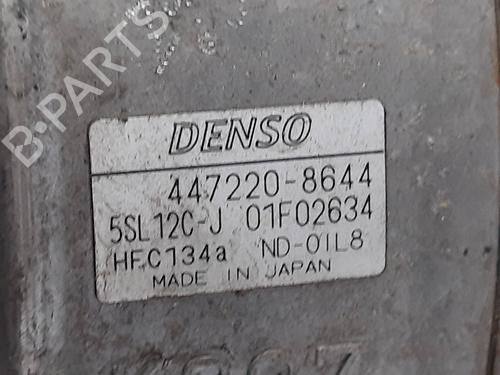 B-PARTS
DENSO
447220-8644
5SL12C-J 01F02634
HFC134a ND-OIL8
MADE IN JAPAN